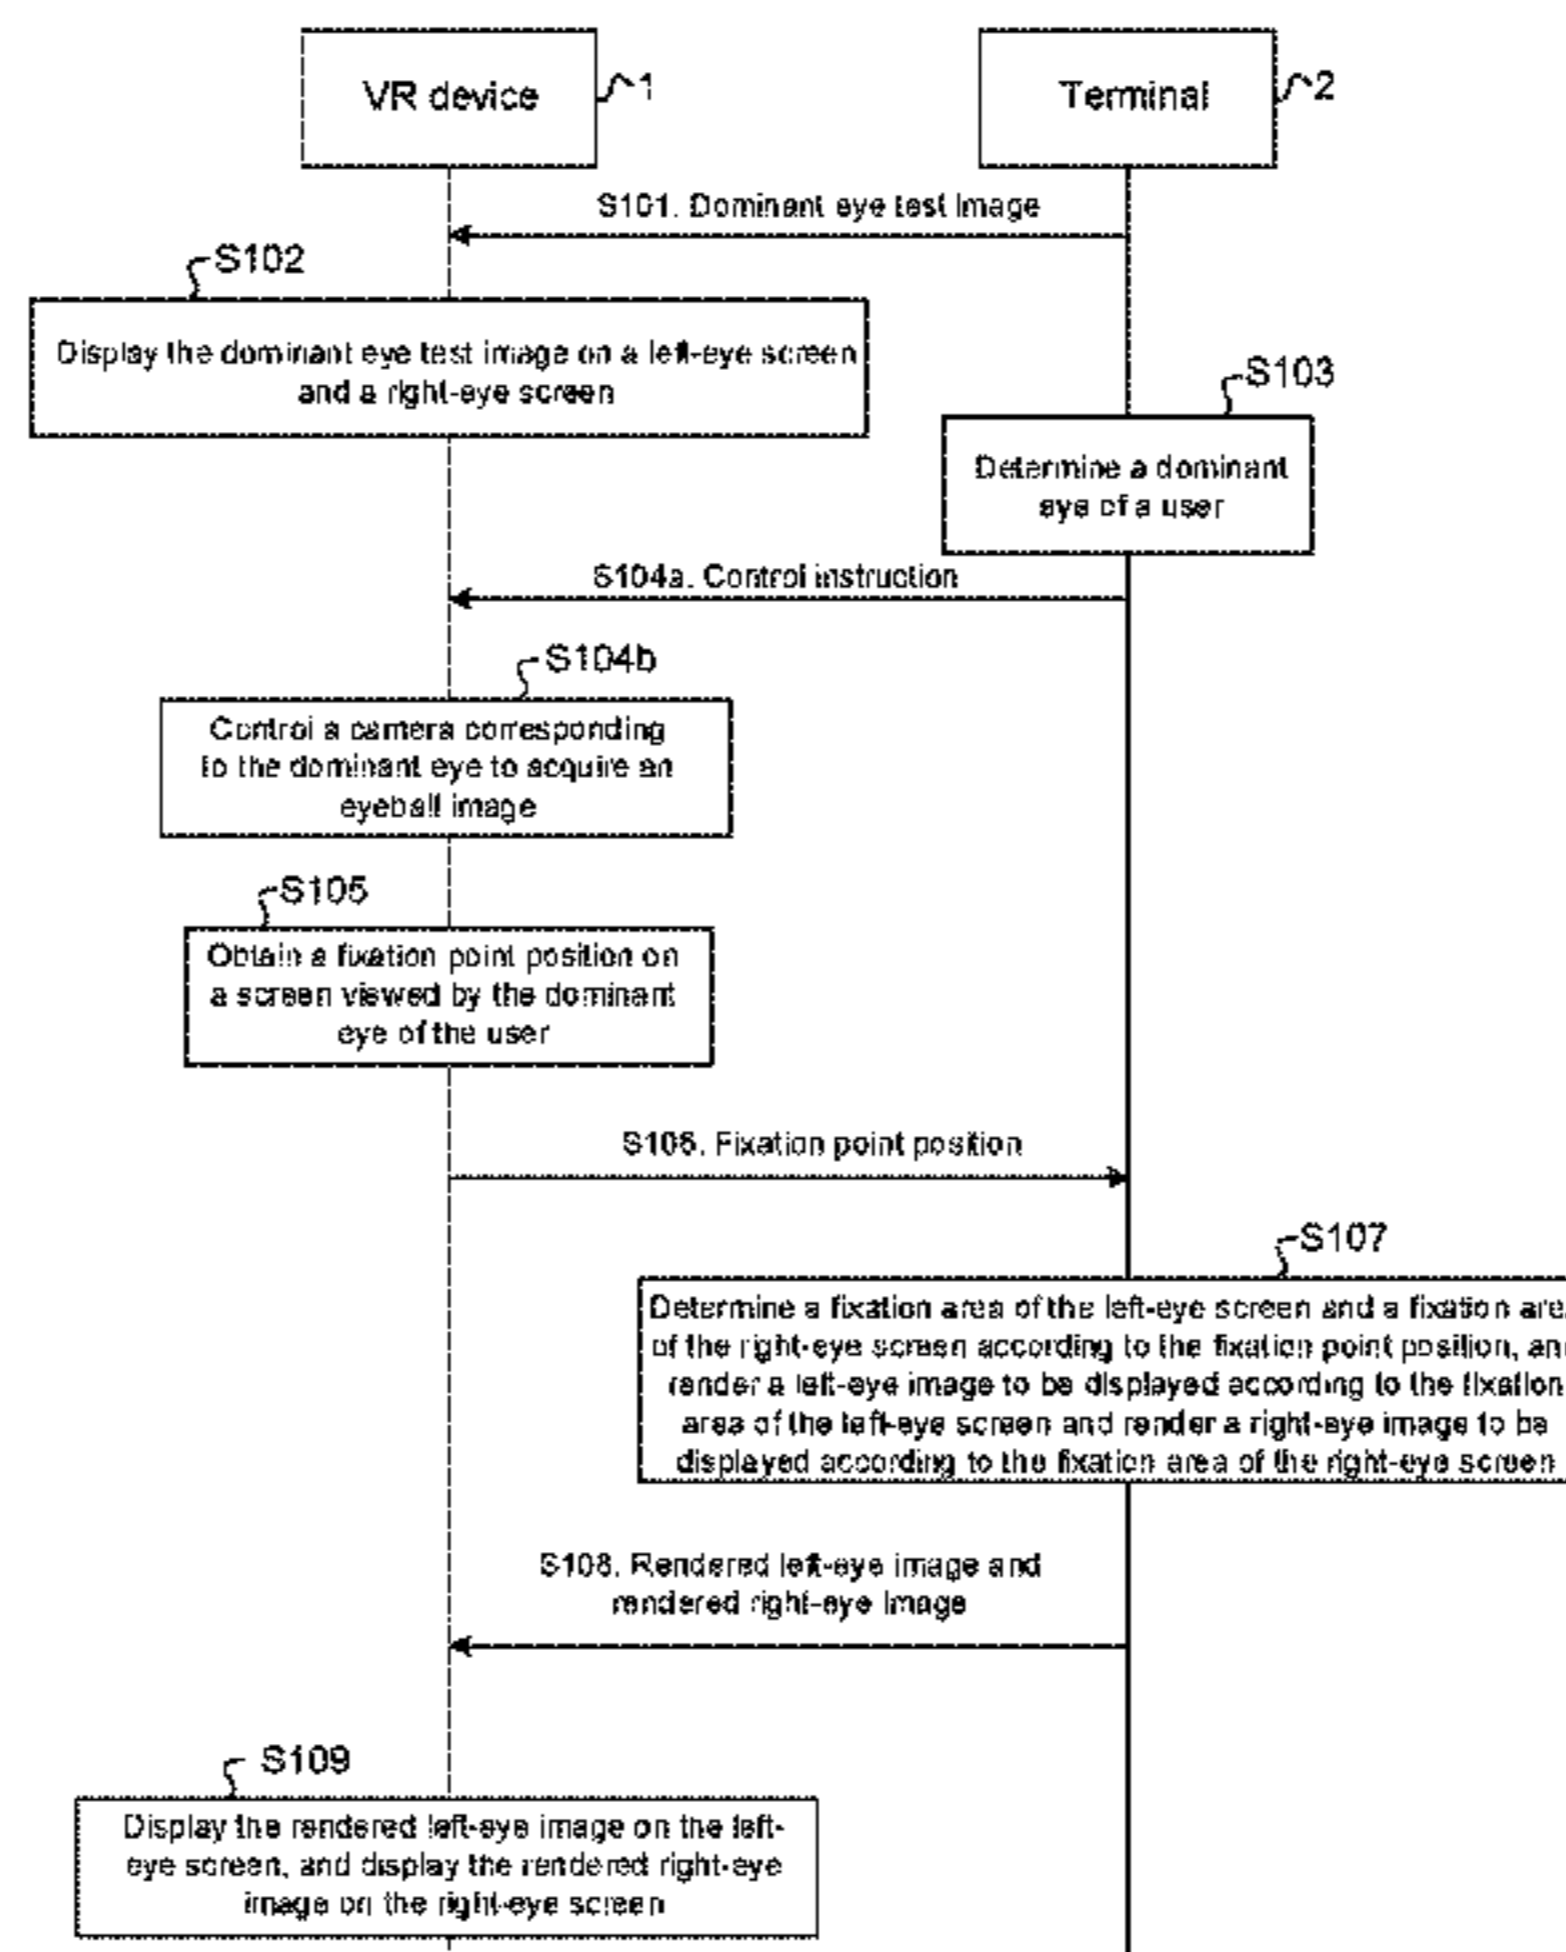 VR device
1
Terminal
2
S101. Dominant eye test image
S102
Display the dominant eye test image on a left-eye screen
and a right-eye screen
S103
Determine a dominant
eye of a user
S104a. Control instruction
S104b
Control a camera corresponding
to the dominant eye to acquire an
eyeball image
S105
Obtain a fixation point position on
a screen viewed by the dominant
eye of the user
S106. Fixation point position
S107
Determine a fixation area of the left-eye screen and a fixation area
of the right-eye screen according to the fixation point position, and
render a left-eye image to be displayed according to the fixation
area of the left-eye screen and render a right-eye image to be
displayed according to the fixation area of the right-eye screen
S108. Rendered left-eye image and
rendered right-eye image
S109
Display the rendered left-eye image on the left-
eye screen, and display the rendered right-eye
image on the right-eye screen